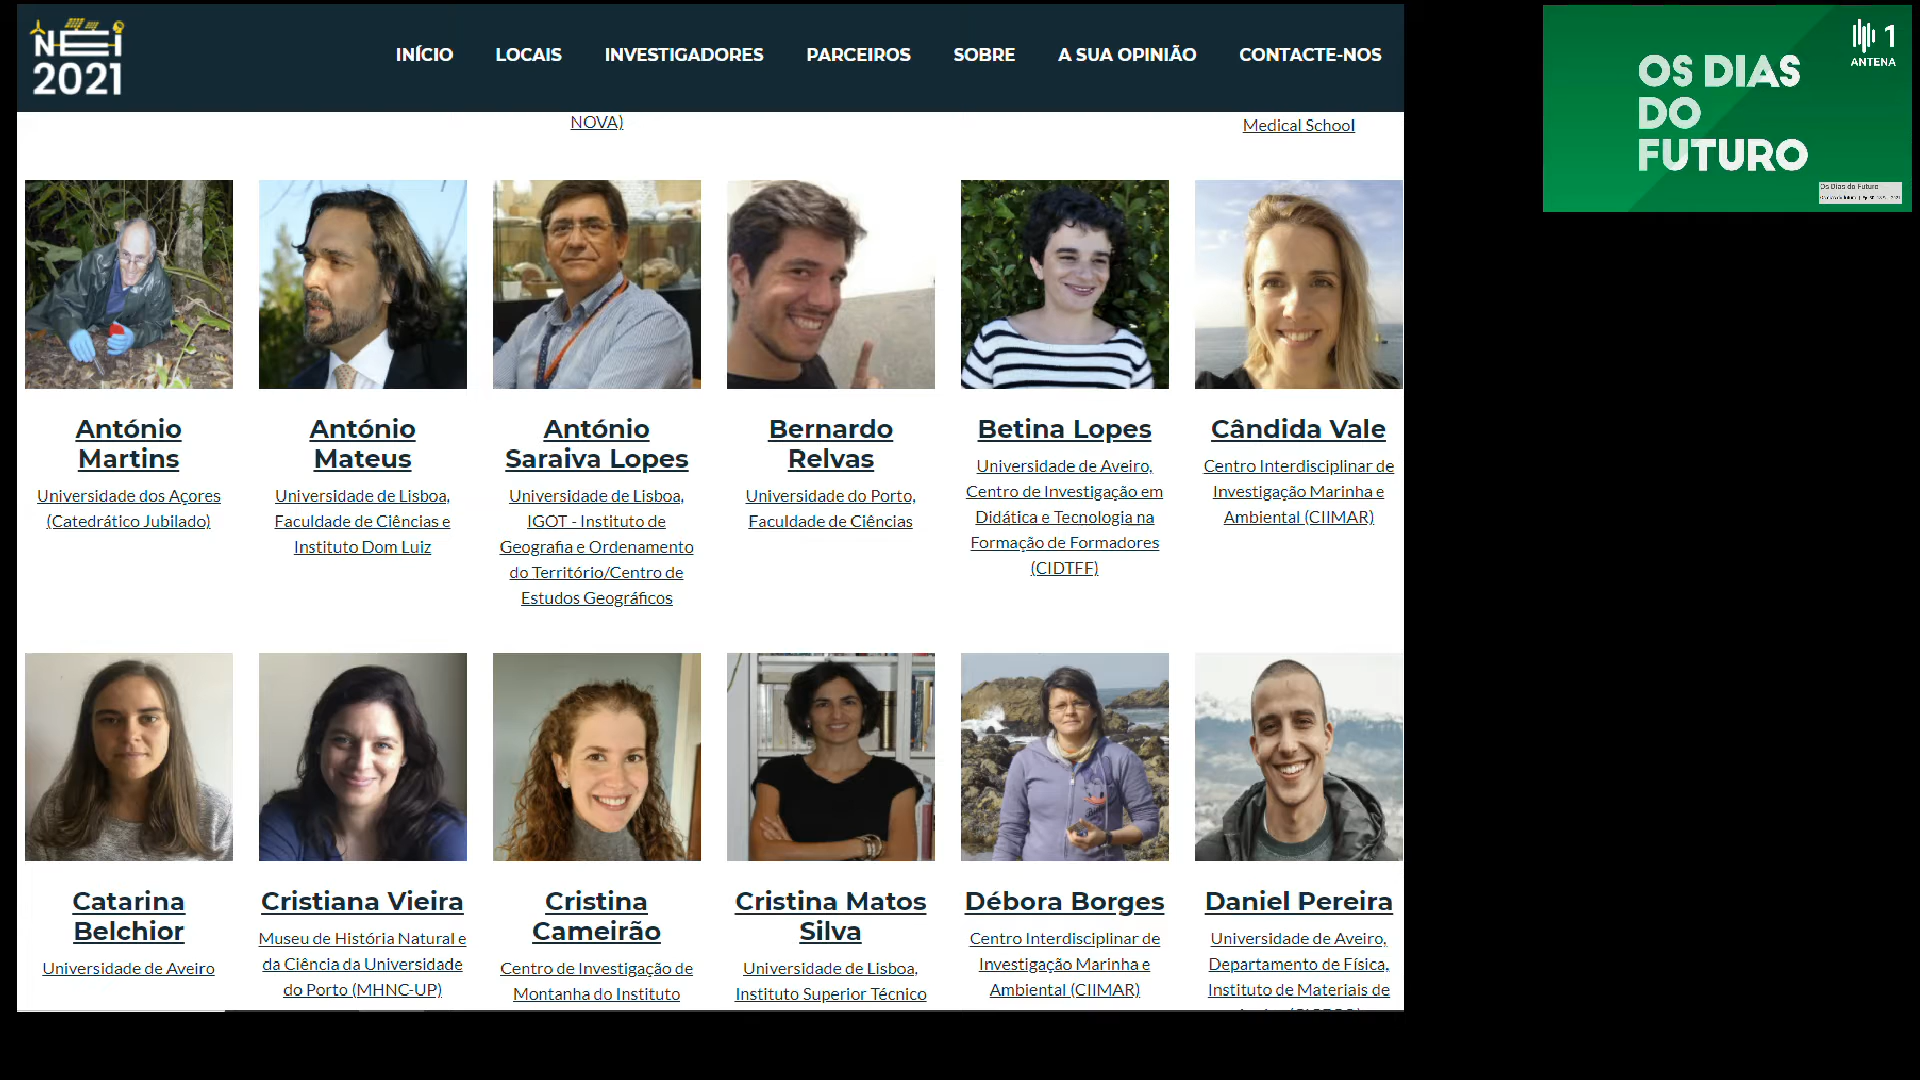 NEI
2021
INÍCIO LOCAIS INVESTIGADORES PARCEIROS SOBRE A SUA OPINIÃO CONTACTE-NOS
NOVA)
Medical School
António
Martins
Universidade dos Açores
(Catedrático Jubilado)
António
Mateus
Universidade de Lisboa,
Faculdade de Ciências e
Instituto Dom Luiz
António
Saraiva Lopes
Universidade de Lisboa,
IGOT - Instituto de
Geografia e Ordenamento
do Território/Centro de
Estudos Geográficos
Bernardo
Relvas
Universidade do Porto,
Faculdade de Ciências
Betina Lopes
Universidade de Aveiro,
Centro de Investigação em
Didática e Tecnologia na
Formação de Formadores
(CIDTFF)
Cândida Vale
Centro Interdisciplinar de
Investigação Marinha e
Ambiental (CIIMAR)
Catarina
Belchior
Universidade de Aveiro
Cristiana Vieira
Museu de História Natural e
da Ciência da Universidade
do Porto (MHNC-UP)
Cristina
Cameirão
Centro de Investigação de
Montanha do Instituto
Cristina Matos
Silva
Universidade de Lisboa,
Instituto Superior Técnico
Débora Borges
Centro Interdisciplinar de
Investigação Marinha e
Ambiental (CIIMAR)
Daniel Pereira
Universidade de Aveiro,
Departamento de Física,
Instituto de Materiais de
1
ANTENA
OS DIAS
DO
FUTURO
Os Dias do Futuro